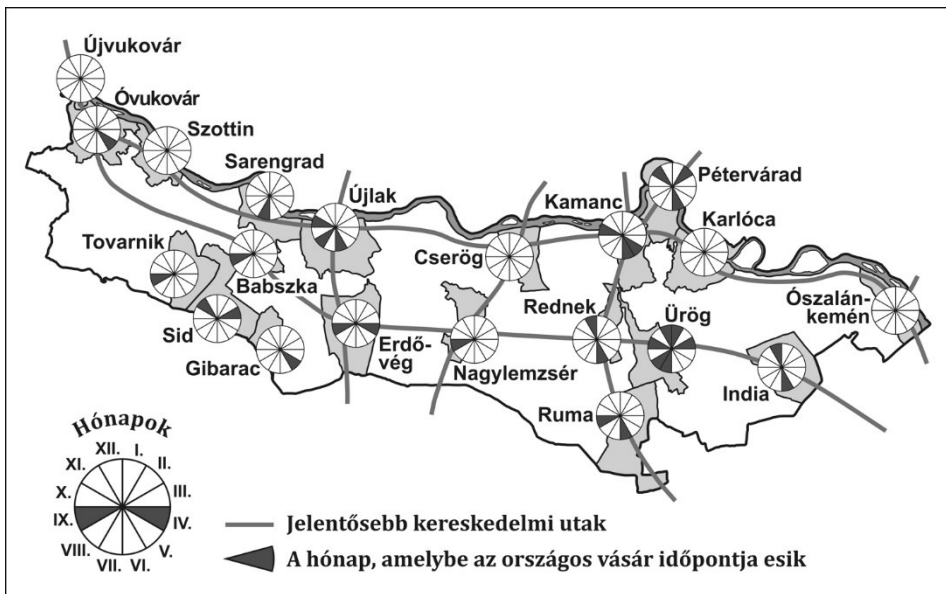 Újvukovár
Óvukovár
Szottin
Sarengrad
Újlak
Kamanc
Pétervárad
Karlóca
Cserög
Tovarnik
Babszka
Sid
Gibarac
Erdő-
vég
Nagylemzsér
Rednek
Ürög
Ószalán-
kemén
India
Ruma
Hónapok
XII.
I.
XI.
II.
X.
III.
IX.
IV.
VIII.
V.
VII.
VI.
Jelentősebb kereskedelmi utak
A hónap, amelybe az országos vásár időpontja esik